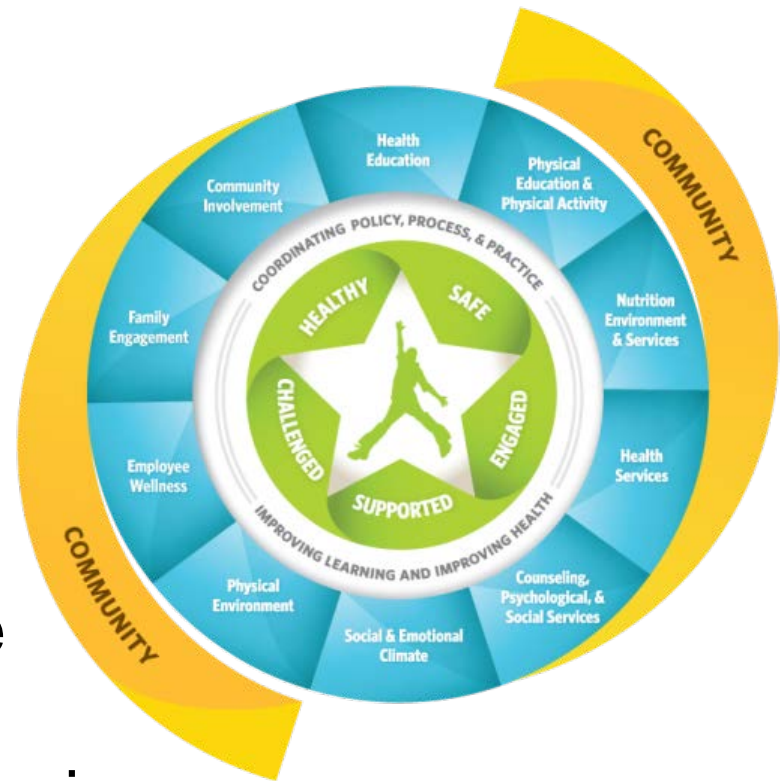 COMMUNITY
Health
Education
Physical
Education &
Physical Activity
Nutrition
Environment
& Services
Health
Services
Counseling,
Psychological, &
Social Services
Social & Emotional
Climate
Physical
Environment
Employee
Wellness
Family
Engagement
Community
Involvement
COORDINATING POLICY, PROCESS, & PRACTICE
IMPROVING LEARNING AND IMPROVING HEALTH
HEALTHY
SAFE
ENGAGED
SUPPORTED
CHALLENGED
COMMUNITY
e